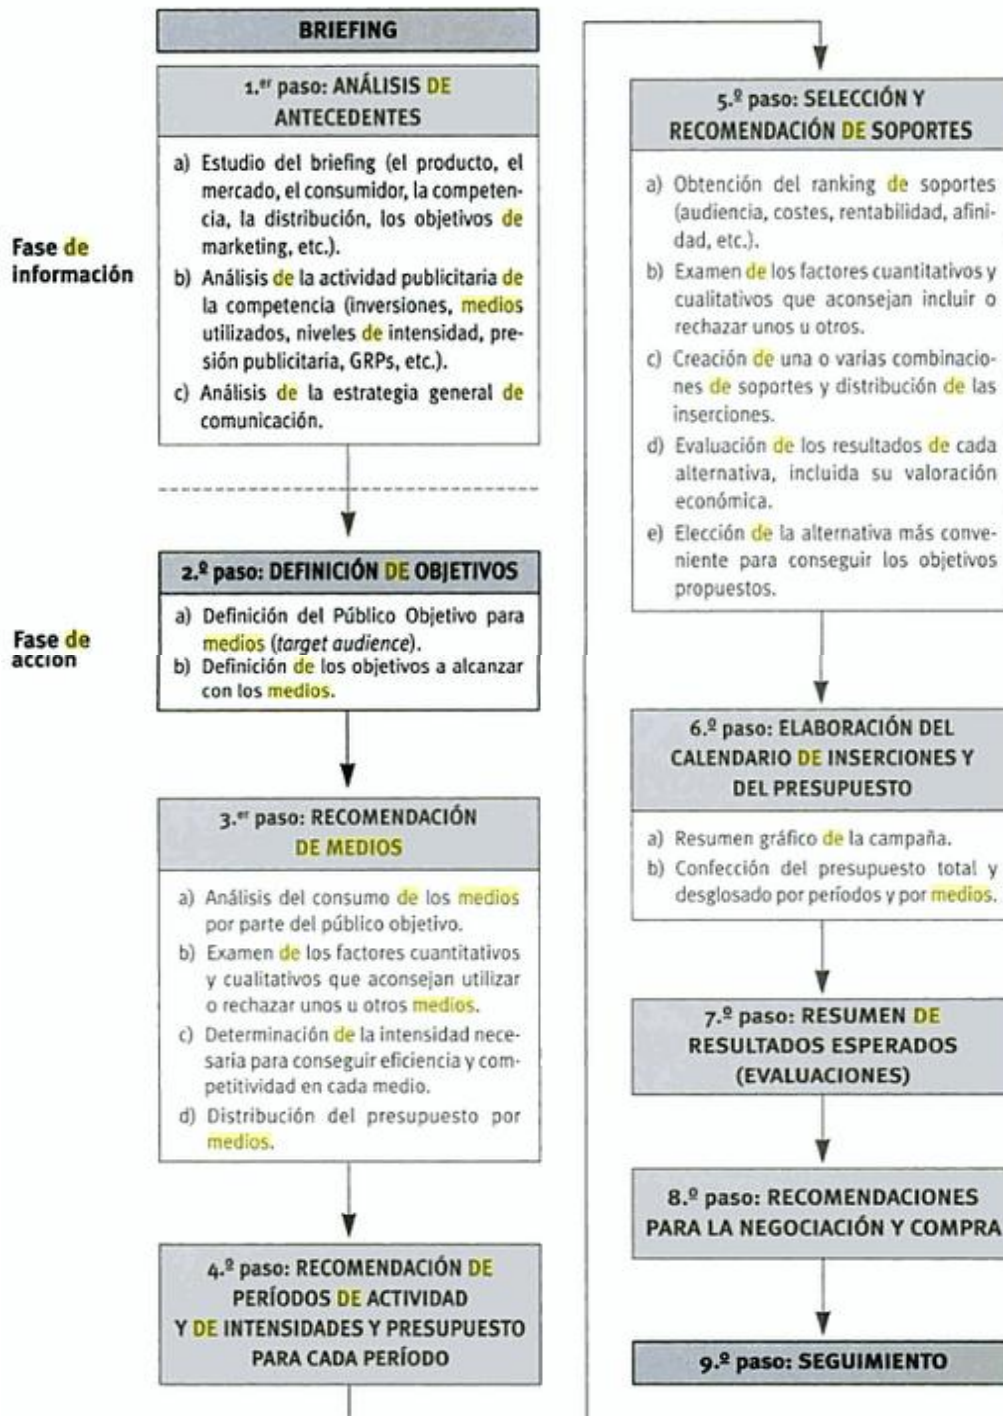 BRIEFING
1.er paso: ANÁLISIS DE
ANTECEDENTES
a) Estudio del briefing (el producto, el
mercado, el consumidor, la competen-
cia, la distribución, los objetivos de
marketing, etc.).
b) Análisis de la actividad publicitaria de
la competencia (inversiones, medios
utilizados, niveles de intensidad, pre-
sión publicitaria, GRPs, etc.).
c) Análisis de la estrategia general de
comunicación.
Fase de
información
2.º paso: DEFINICIÓN DE OBJETIVOS
a) Definición del Público Objetivo para
medios (target audience).
b) Definición de los objetivos a alcanzar
con los medios.
Fase de
acción
3.er paso: RECOMENDACIÓN
DE MEDIOS
a) Análisis del consumo de los medios
por parte del público objetivo.
b) Examen de los factores cuantitativos
y cualitativos que aconsejan utilizar
o rechazar unos u otros medios.
c) Determinación de la intensidad nece-
saria para conseguir eficiencia y com-
petitividad en cada medio.
d) Distribución del presupuesto por
medios.
4.º paso: RECOMENDACIÓN DE
PERÍODOS DE ACTIVIDAD
Y DE INTENSIDADES Y PRESUPUESTO
PARA CADA PERÍODO
5.º paso: SELECCIÓN Y
RECOMENDACIÓN DE SOPORTES
a) Obtención del ranking de soportes
(audiencia, costes, rentabilidad, afini-
dad, etc.).
b) Examen de los factores cuantitativos y
cualitativos que aconsejan incluir o
rechazar unos u otros.
c) Creación de una o varias combinacio-
nes de soportes y distribución de las
inserciones.
d) Evaluación de los resultados de cada
alternativa, incluida su valoración
económica.
e) Elección de la alternativa más conve-
niente para conseguir los objetivos
propuestos.
6.º paso: ELABORACIÓN DEL
CALENDARIO DE INSERCIONES Y
DEL PRESUPUESTO
a) Resumen gráfico de la campaña.
b) Confección del presupuesto total y
desglosado por períodos y por medios.
7.º paso: RESUMEN DE
RESULTADOS ESPERADOS
(EVALUACIONES)
8.º paso: RECOMENDACIONES
PARA LA NEGOCIACIÓN Y COMPRA
9.º paso: SEGUIMIENTO